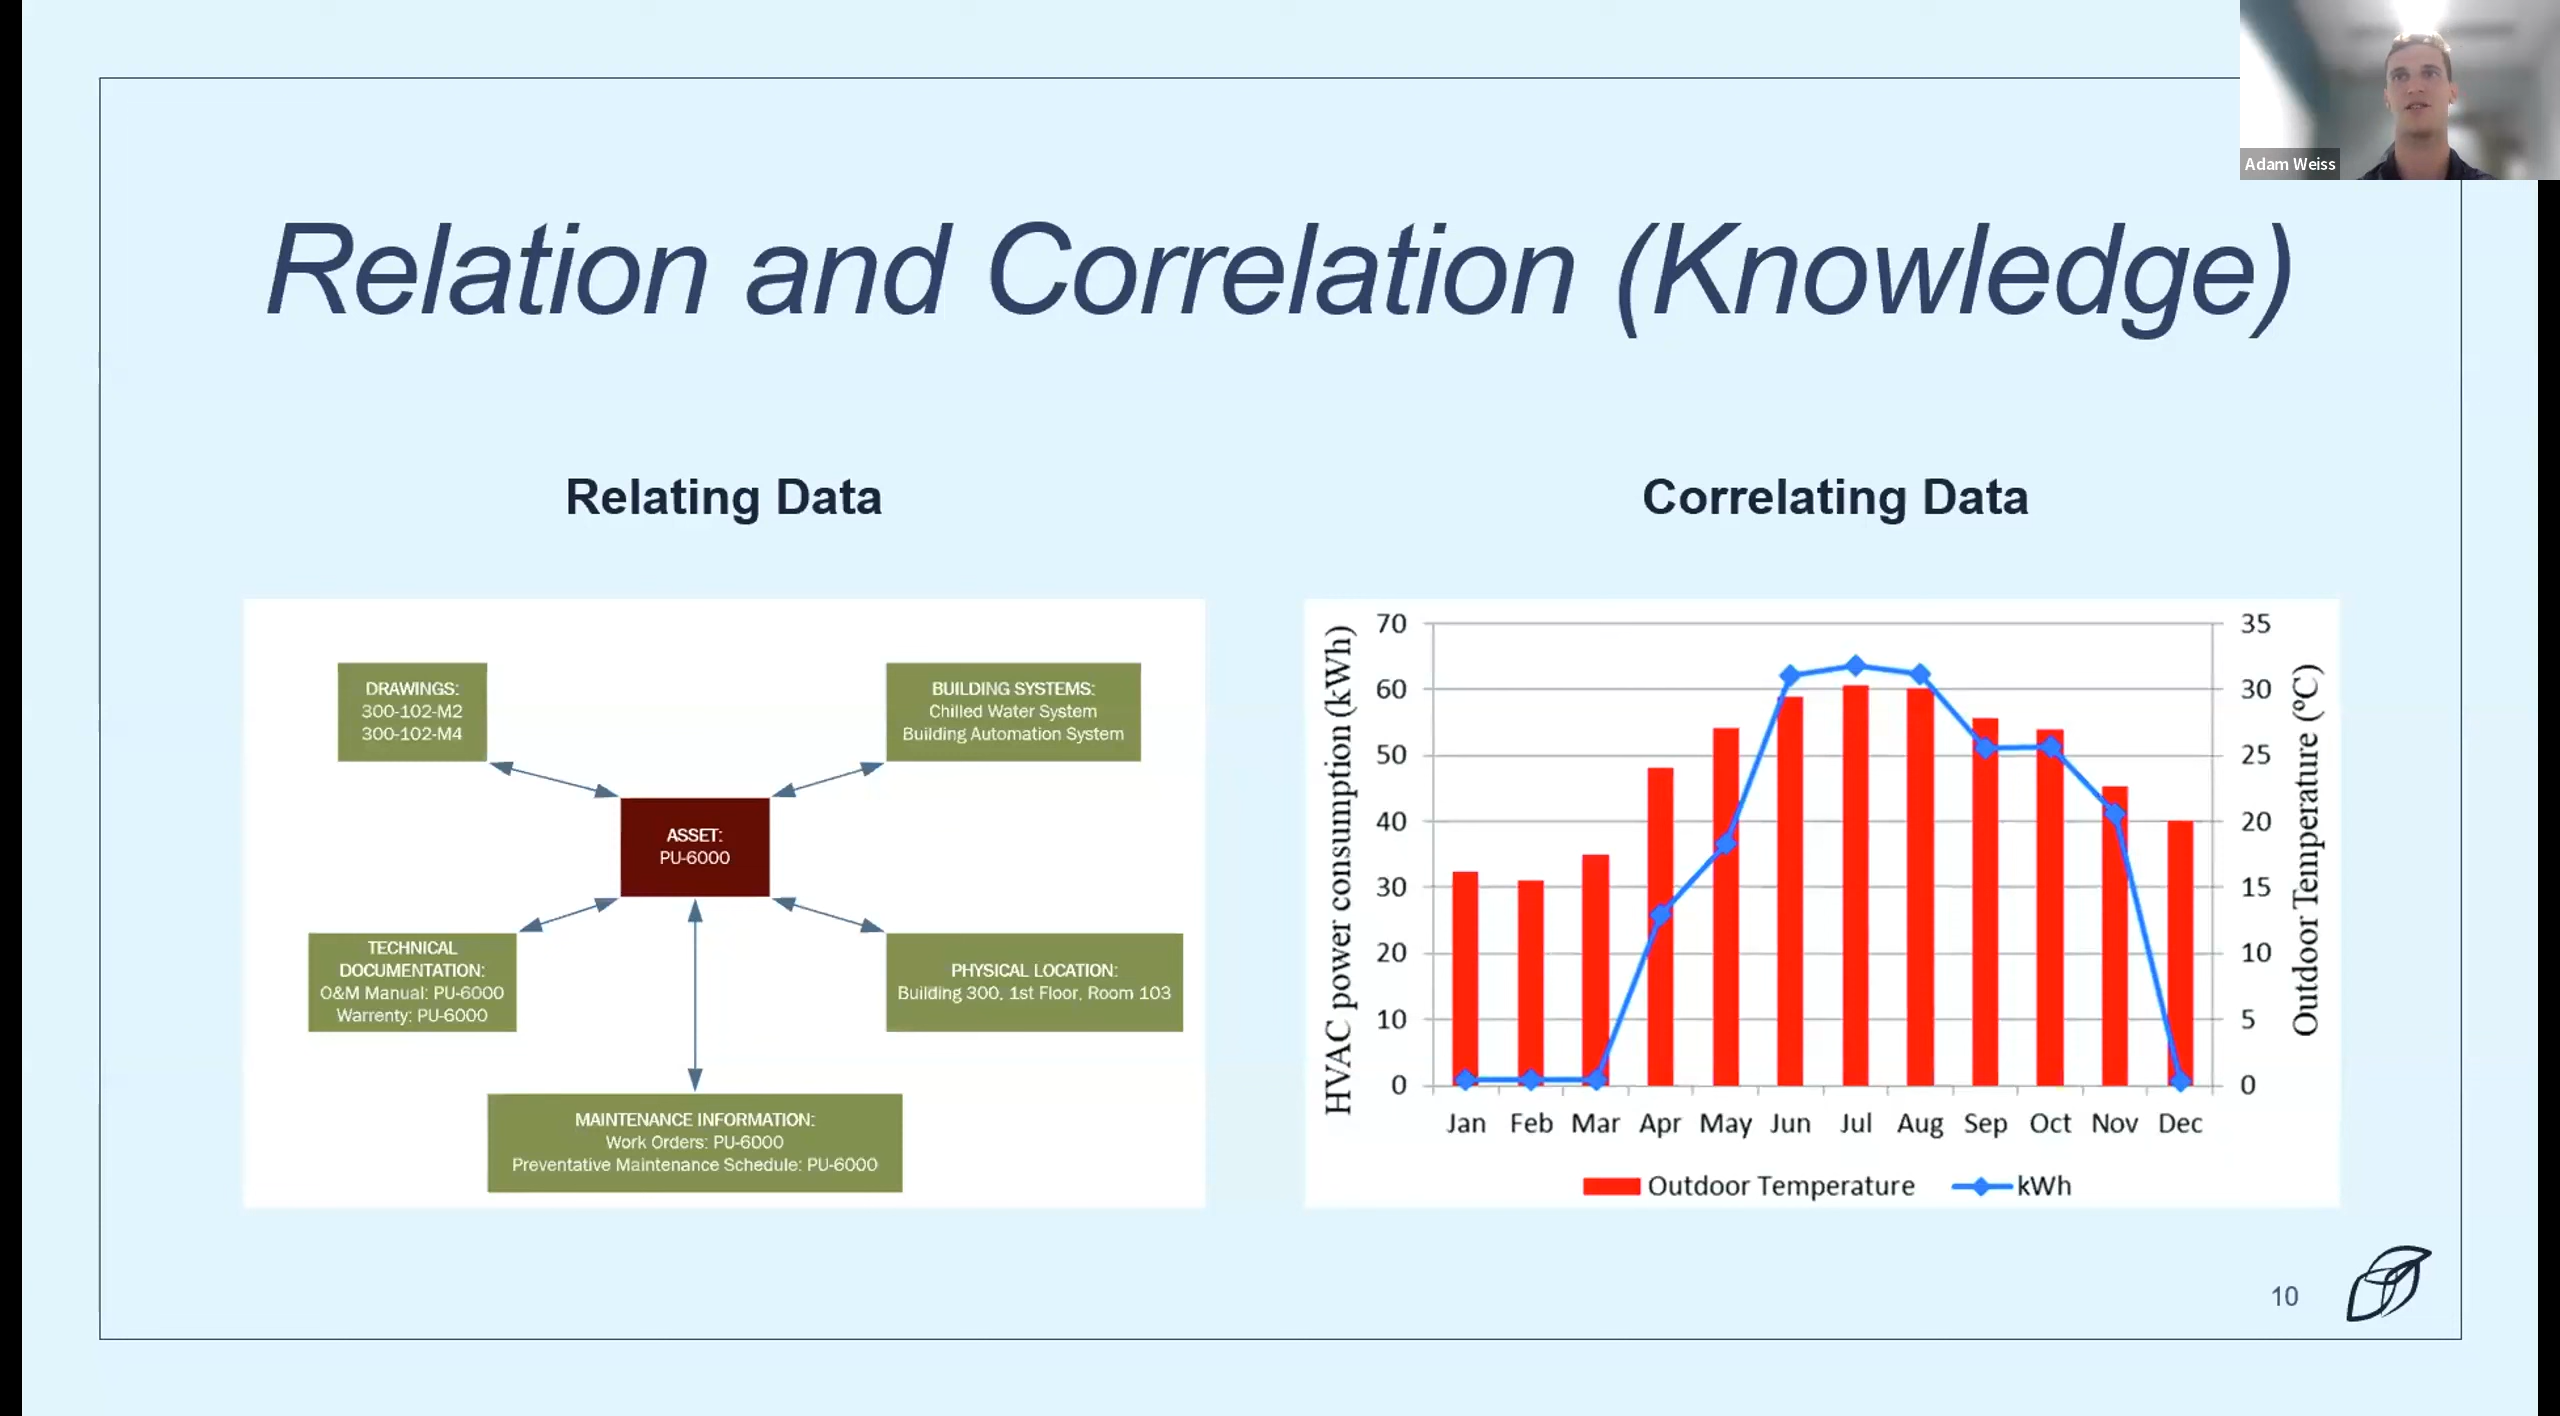 Adam Weiss
Relation and Correlation (Knowledge)
Relating Data
DRAWINGS:
300-102-M2
300-102-M4
BUILDING SYSTEMS:
Chilled Water System
Building Automation System
ASSET:
PU-6000
TECHNICAL
DOCUMENTATION:
O&M Manual: PU-6000
Warrenty: PU-6000
PHYSICAL LOCATION:
Building 300, 1st Floor, Room 103
MAINTENANCE INFORMATION:
Work Orders: PU-6000
Preventative Maintenance Schedule: PU-6000
Correlating Data
HVAC power consumption (kWh)
70
60
50
40
30
20
10
0
35
30
25
20
15
10
5
0
Outdoor Temperature (ºC)
Jan Feb Mar Apr May Jun Jul Aug Sep Oct Nov Dec
Outdoor Temperature kWh
10